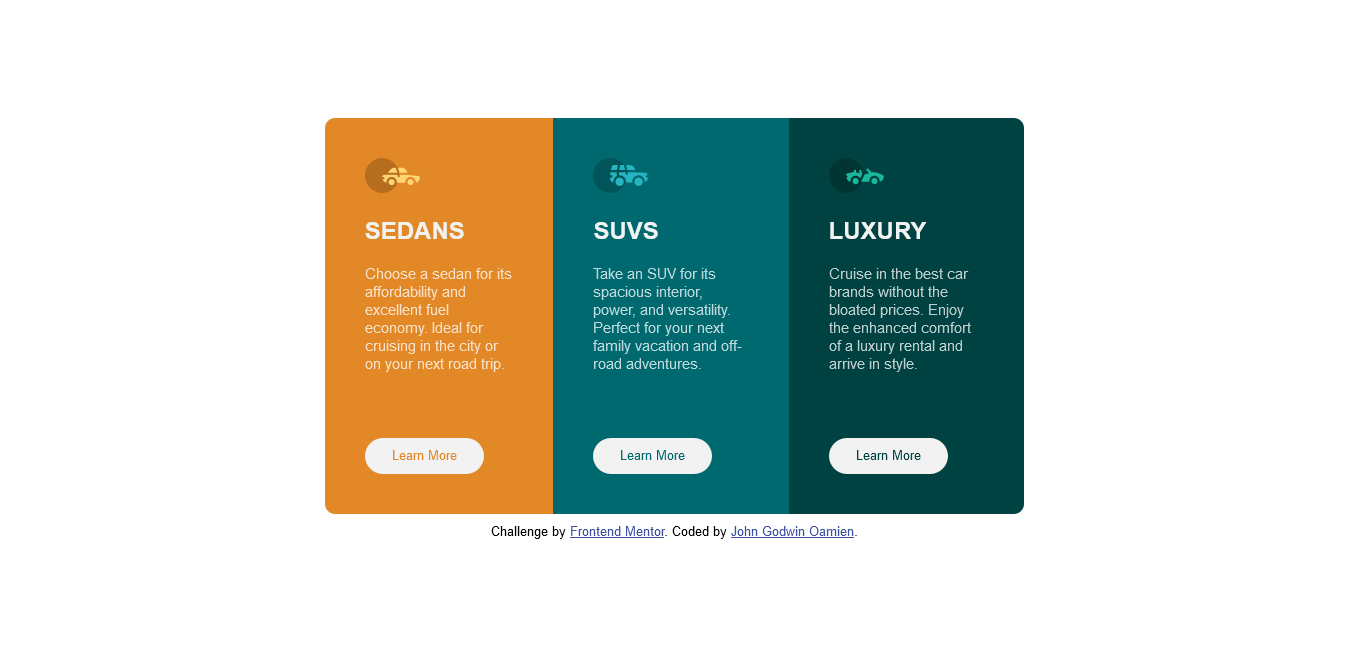 SEDANS
Choose a sedan for its
affordability and
excellent fuel
economy. Ideal for
cruising in the city or
on your next road trip.
Learn More
SUVS
Take an SUV for its
spacious interior,
power, and versatility.
Perfect for your next
family vacation and off-
road adventures.
Learn More
LUXURY
Cruise in the best car
brands without the
bloated prices. Enjoy
the enhanced comfort
of a luxury rental and
arrive in style.
Learn More
Challenge by Frontend Mentor. Coded by John Godwin Oamien.